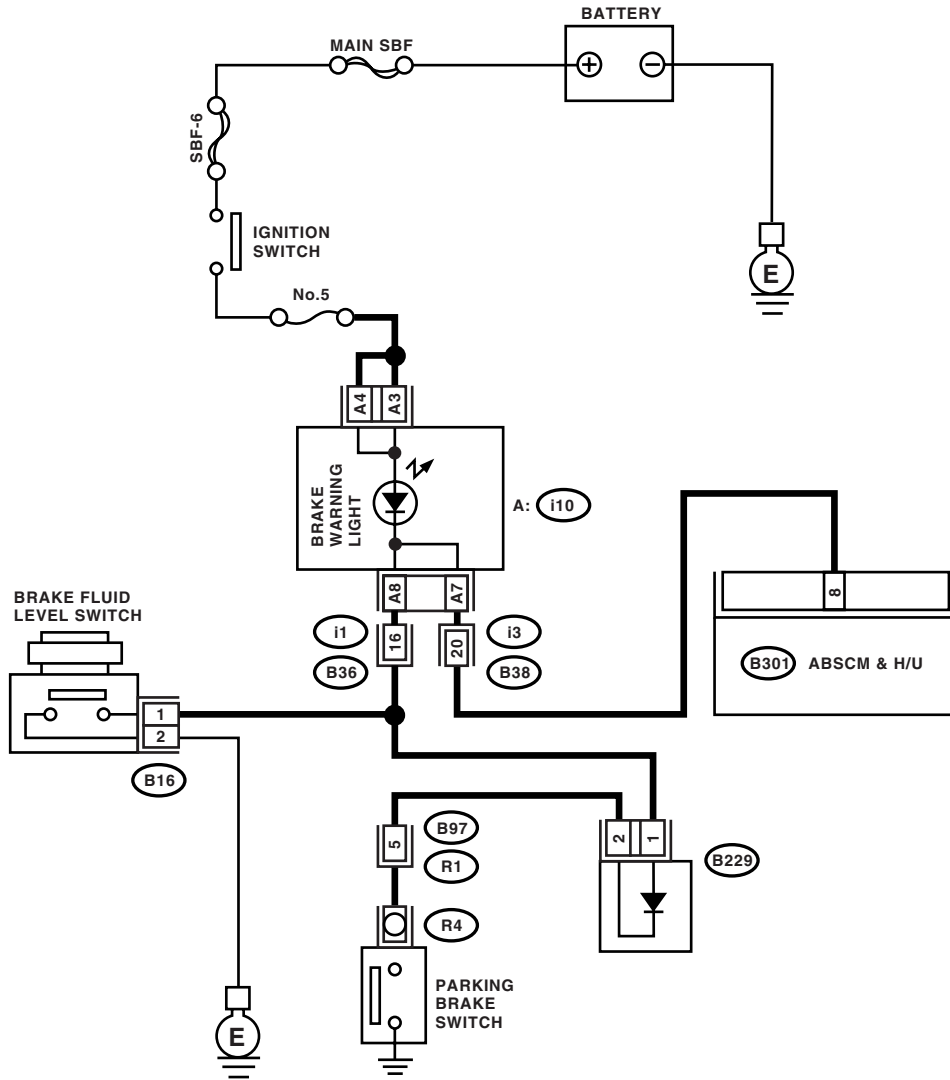 BATTERY
MAIN SBF
SBF-6
IGNITION
SWITCH
E
No.5
A4
A3
BRAKE
WARNING
LIGHT
A: i10
A8
A7
8
BRAKE FLUID
LEVEL SWITCH
i1
16
20
i3
B36
B38
B301 ABSCM & H/U
1
2
B16
B97
5
R1
2
1
B229
R4
PARKING
BRAKE
SWITCH
E